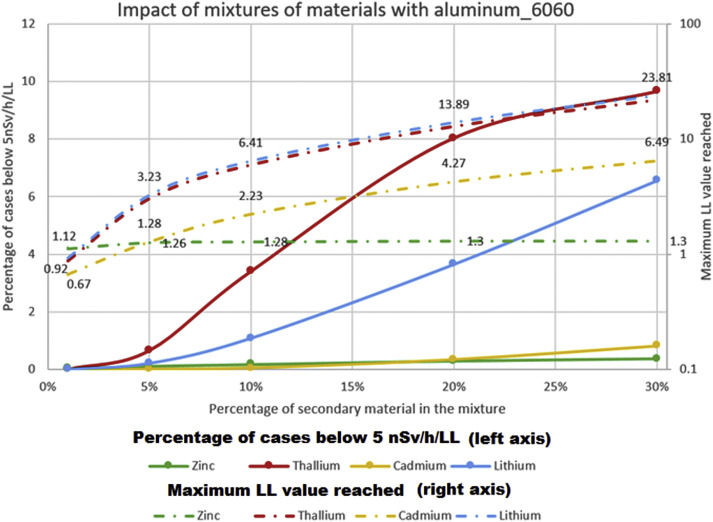 Impact of mixtures of materials with aluminum_6060
12
10
8
6
4
2
0
Percentage of cases below 5nSv/h/LL
100
10
1
0.1
Maximum LL value reached
23.81
13.89
6.41
6.49
3.23
4.27
2.23
1.12
1.28
1.26
1.28
1.3
1.3
0.92
0.67
0% 5% 10% 15% 20% 25% 30%
Percentage of secondary material in the mixture
Percentage of cases below 5 nSv/h/LL (left axis)
Zinc Thallium Cadmium Lithium
Maximum LL value reached (right axis)
Zinc Thallium Cadmium Lithium